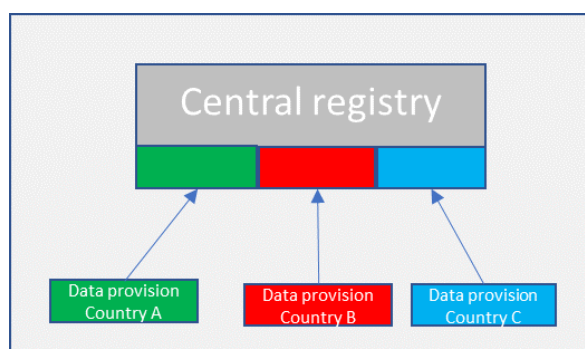 Central registry
Data provision
Country A
Data provision
Country B
Data provision
Country C